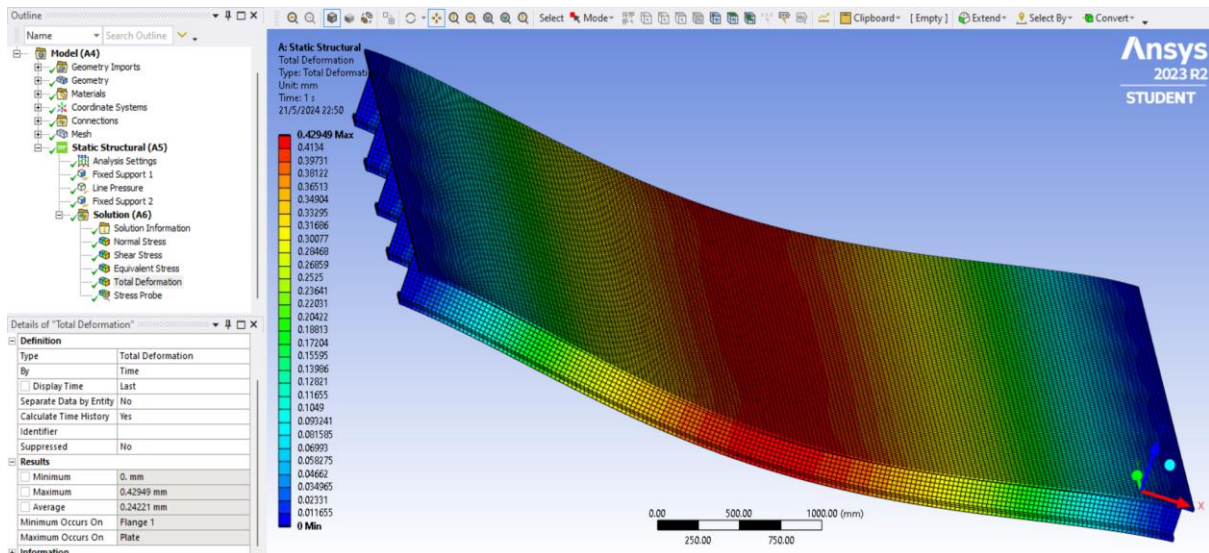 Outline
Name
Search Outline
Model (A4)
Geometry Imports
Geometry
Materials
Coordinate Systems
Connections
Mesh
Static Structural (A5)
Analysis Settings
Fixed Support 1
Line Pressure
Fixed Support 2
Solution (A6)
Solution Information
Normal Stress
Shear Stress
Equivalent Stress
Total Deformation
Stress Probe
Details of "Total Deformation"
Definition
Type Total Deformation
By Time
Display Time Last
Separate Data by Entity No
Calculate Time History Yes
Identifier
Suppressed No
Results
Minimum 0. mm
Maximum 0.42949 mm
Average 0.24221 mm
Minimum Occurs On Flange 1
Maximum Occurs On Plate
Information
Select Mode Clipboard [ Empty ] Extend Select By Convert
A: Static Structural
Total Deformation
Type: Total Deformati
Unit: mm
Time: 1 s
21/5/2024 22:50
0.42949 Max
0.4134
0.39731
0.38122
0.36513
0.34904
0.33295
0.31686
0.30077
0.28468
0.26859
0.2525
0.23641
0.22031
0.20422
0.18813
0.17204
0.15595
0.13986
0.12821
0.11655
0.1049
0.093241
0.081585
0.06993
0.058275
0.04662
0.034965
0.02331
0.011655
0 Min
Ansys
2023 R2
STUDENT
0.00 500.00 1000.00 (mm)
250.00 750.00
X